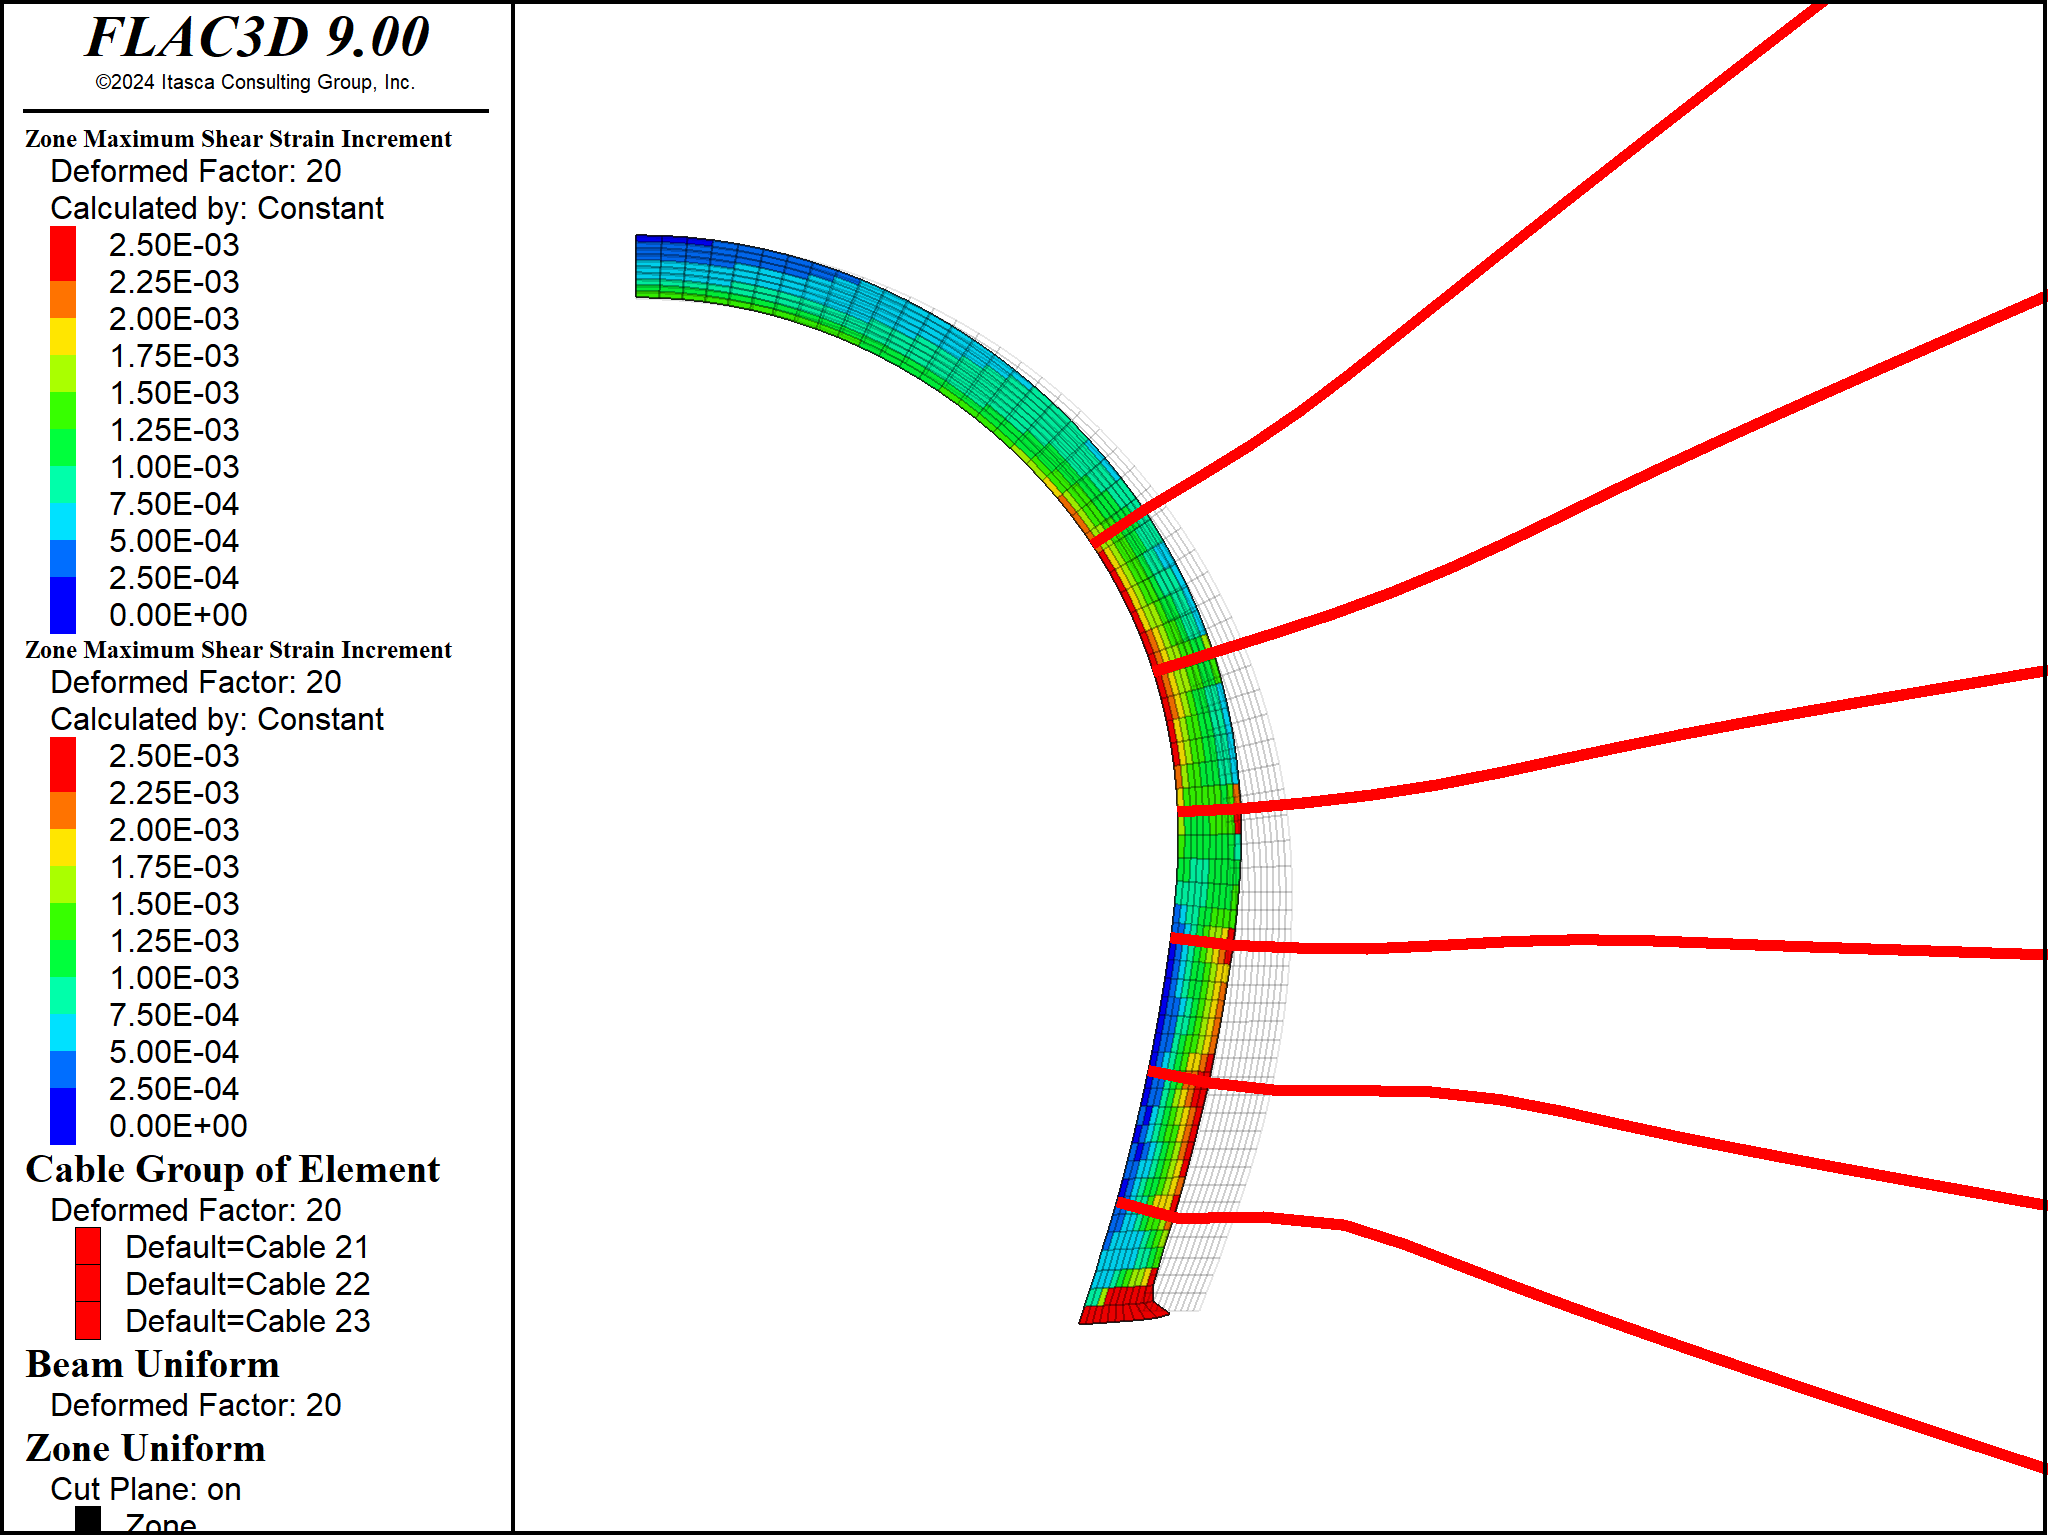 FLAC3D 9.00
©2024 Itasca Consulting Group, Inc.
Zone Maximum Shear Strain Increment
Deformed Factor: 20
Calculated by: Constant
2.50E-03
2.25E-03
2.00E-03
1.75E-03
1.50E-03
1.25E-03
1.00E-03
7.50E-04
5.00E-04
2.50E-04
0.00E+00
Zone Maximum Shear Strain Increment
Deformed Factor: 20
Calculated by: Constant
2.50E-03
2.25E-03
2.00E-03
1.75E-03
1.50E-03
1.25E-03
1.00E-03
7.50E-04
5.00E-04
2.50E-04
0.00E+00
Cable Group of Element
Deformed Factor: 20
Default=Cable 21
Default=Cable 22
Default=Cable 23
Beam Uniform
Deformed Factor: 20
Zone Uniform
Cut Plane: on
Zone